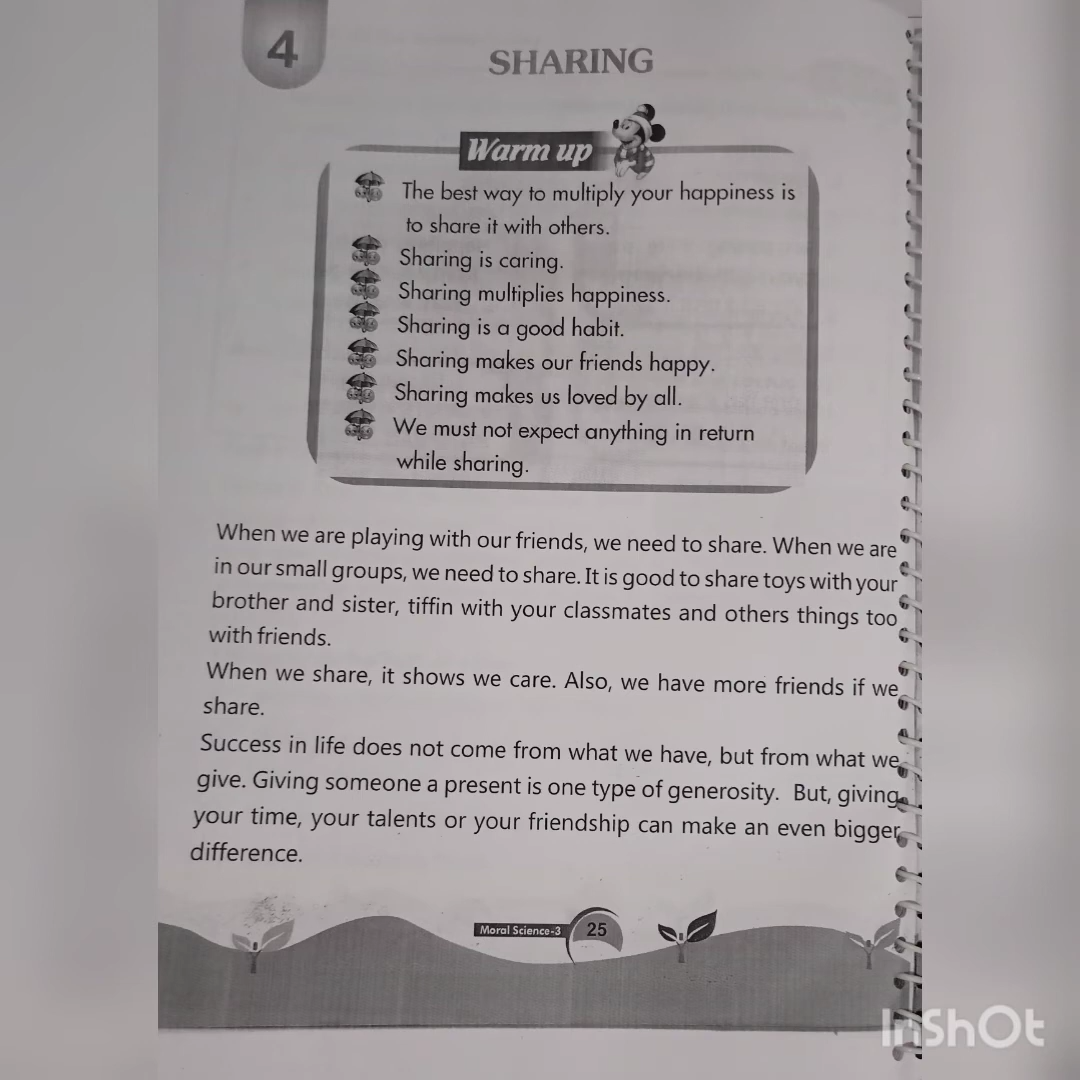 4
SHARING
Warm up
The best way to multiply your happiness is
to share it with others.
Sharing is caring.
Sharing multiplies happiness.
Sharing is a good habit.
Sharing makes our friends happy.
Sharing makes us loved by all.
We must not expect anything in return
while sharing.
When we are playing with our friends, we need to share. When we are
in our small groups, we need to share. It is good to share toys with your
brother and sister, tiffin with your classmates and others things too
with friends.
When we share, it shows we care. Also, we have more friends if we
share.
Success in life does not come from what we have, but from what we
give. Giving someone a present is one type of generosity. But, giving
your time, your talents or your friendship can make an even bigger
difference.
Moral Science-3 25
InShOt